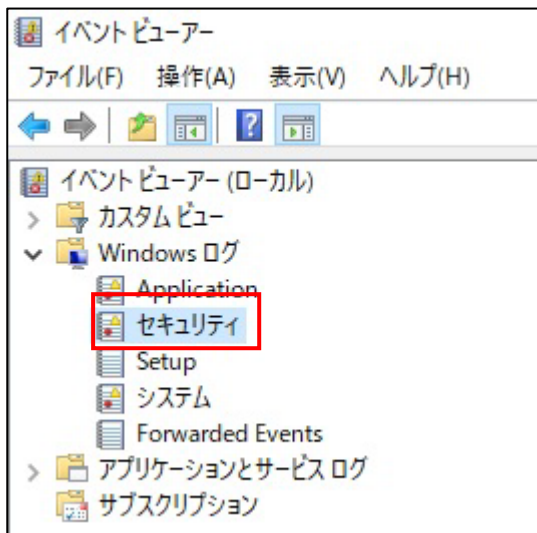 イベント ビューアー
ファイル(F) 操作(A) 表示(V) ヘルプ(H)
イベント ビューアー (ローカル)
カスタム ビュー
Windows ログ
Application
セキュリティ
Setup
システム
Forwarded Events
アプリケーションとサービス ログ
サブスクリプション